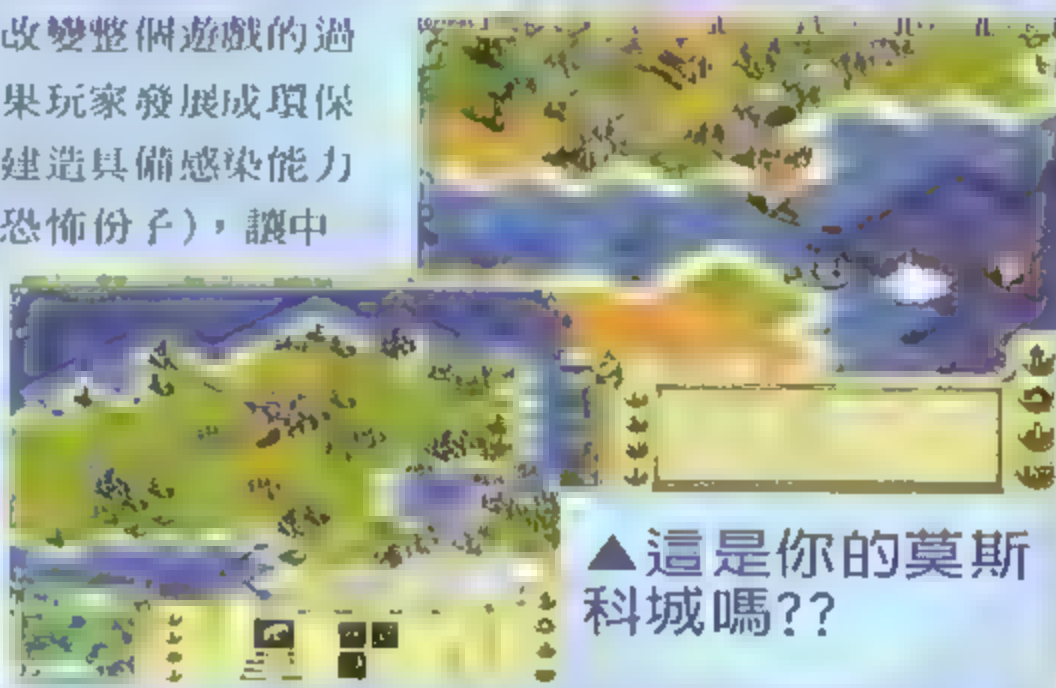 改變整個遊戲的過
果玩家發展成環保
建造具備感染能力
恐怖份子)，讓中
▲這是你的莫斯
科城嗎??